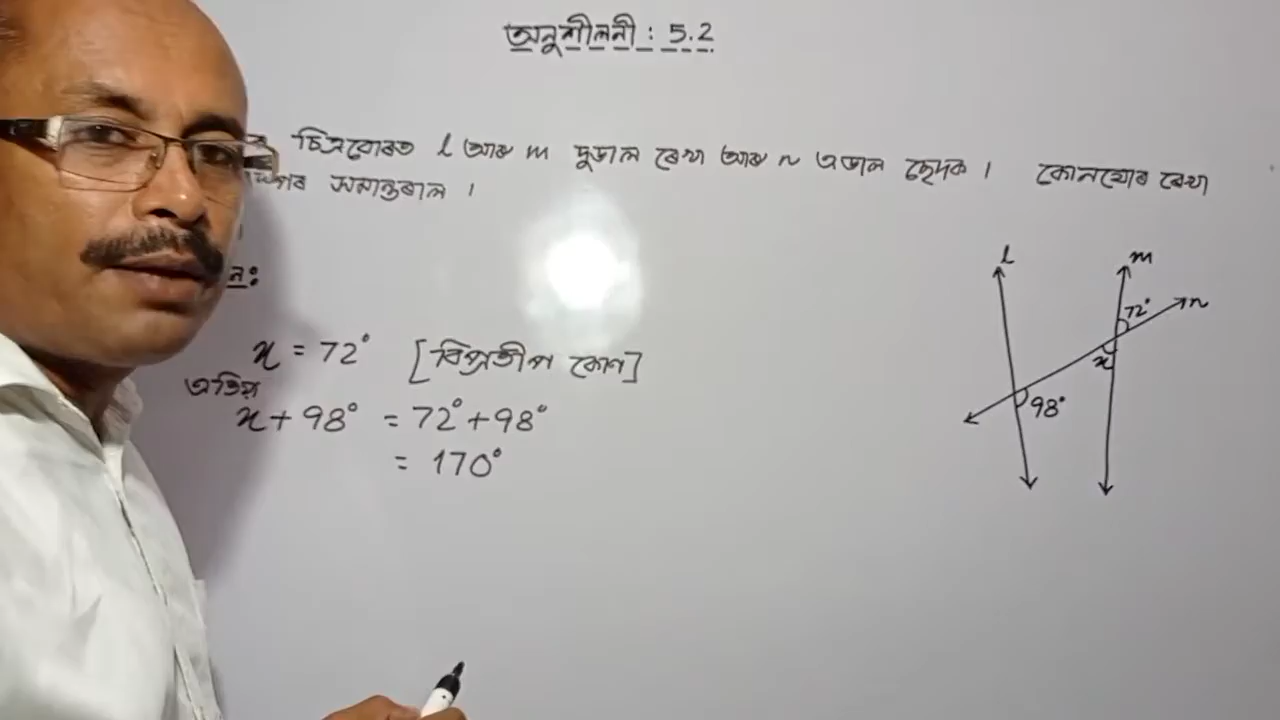 অনুশীলনী : 5.2
চিত্ৰবোৰত l আৰু m দুডাল ৰেখা আৰু n এডাল ছেদক । কোনযোৰ ৰেখা
সমান্তৰাল ।
x = 72° [বিপ্ৰতীপ কোণ]
এতিয়া
x + 98° = 72° + 98°
= 170°
l
m
72°
n
x
98°